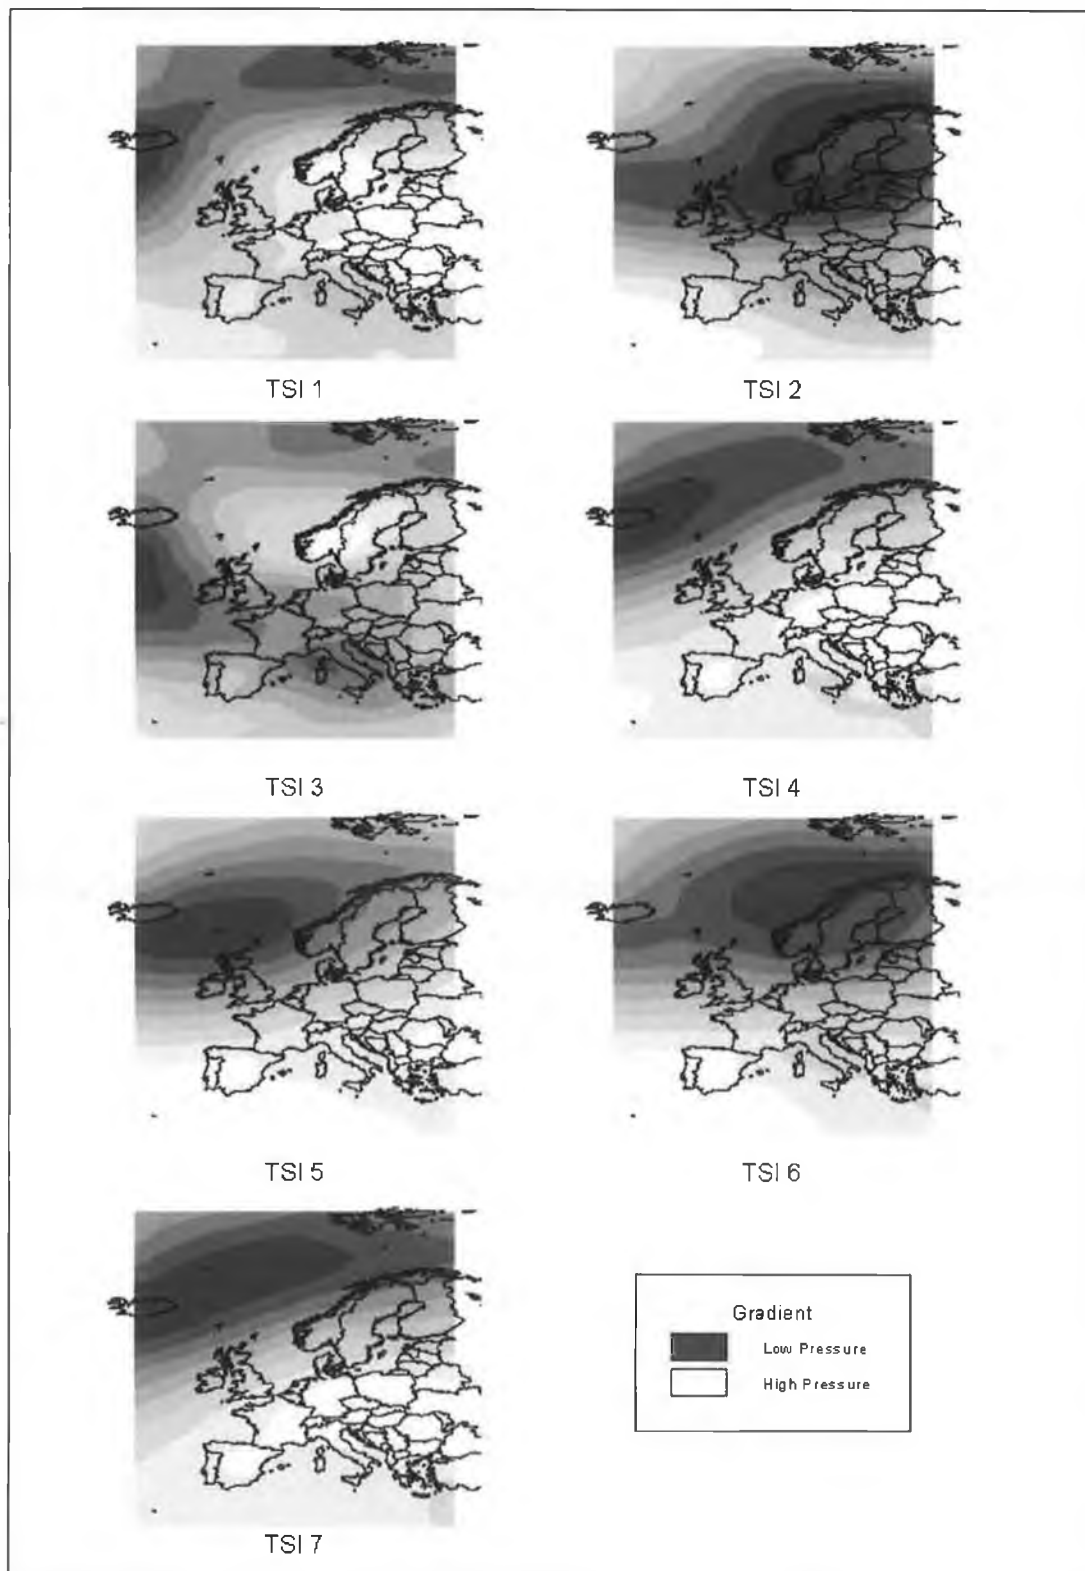 TSI 1
TSI 2
TSI 3
TSI 4
TSI 5
TSI 6
TSI 7
Gradient
Low Pressure
High Pressure